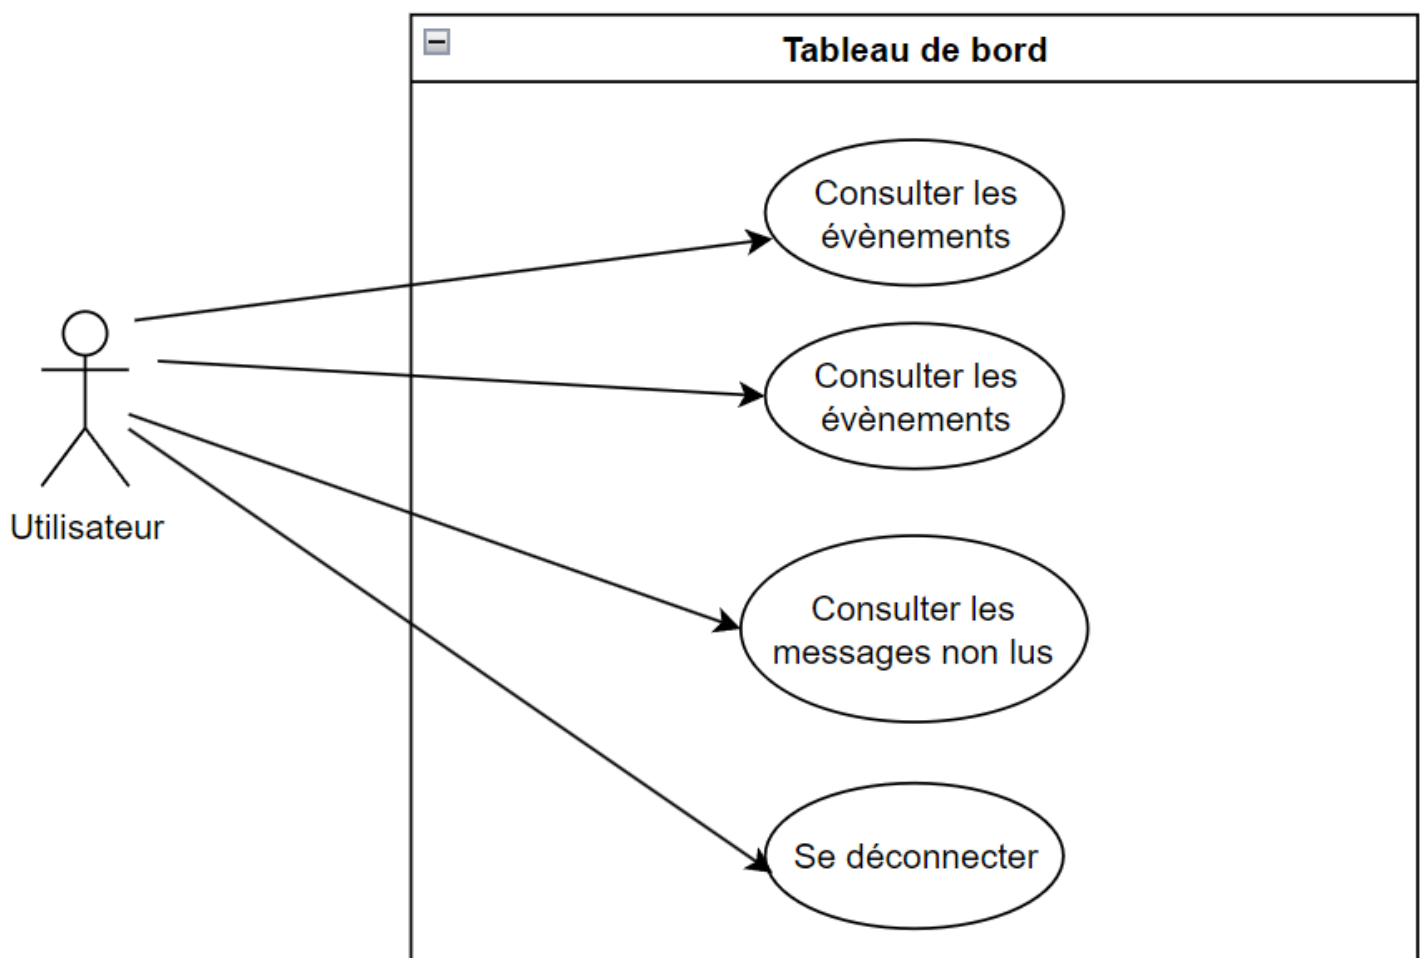 Tableau de bord
Consulter les
évènements
Consulter les
évènements
Utilisateur
Consulter les
messages non lus
Se déconnecter